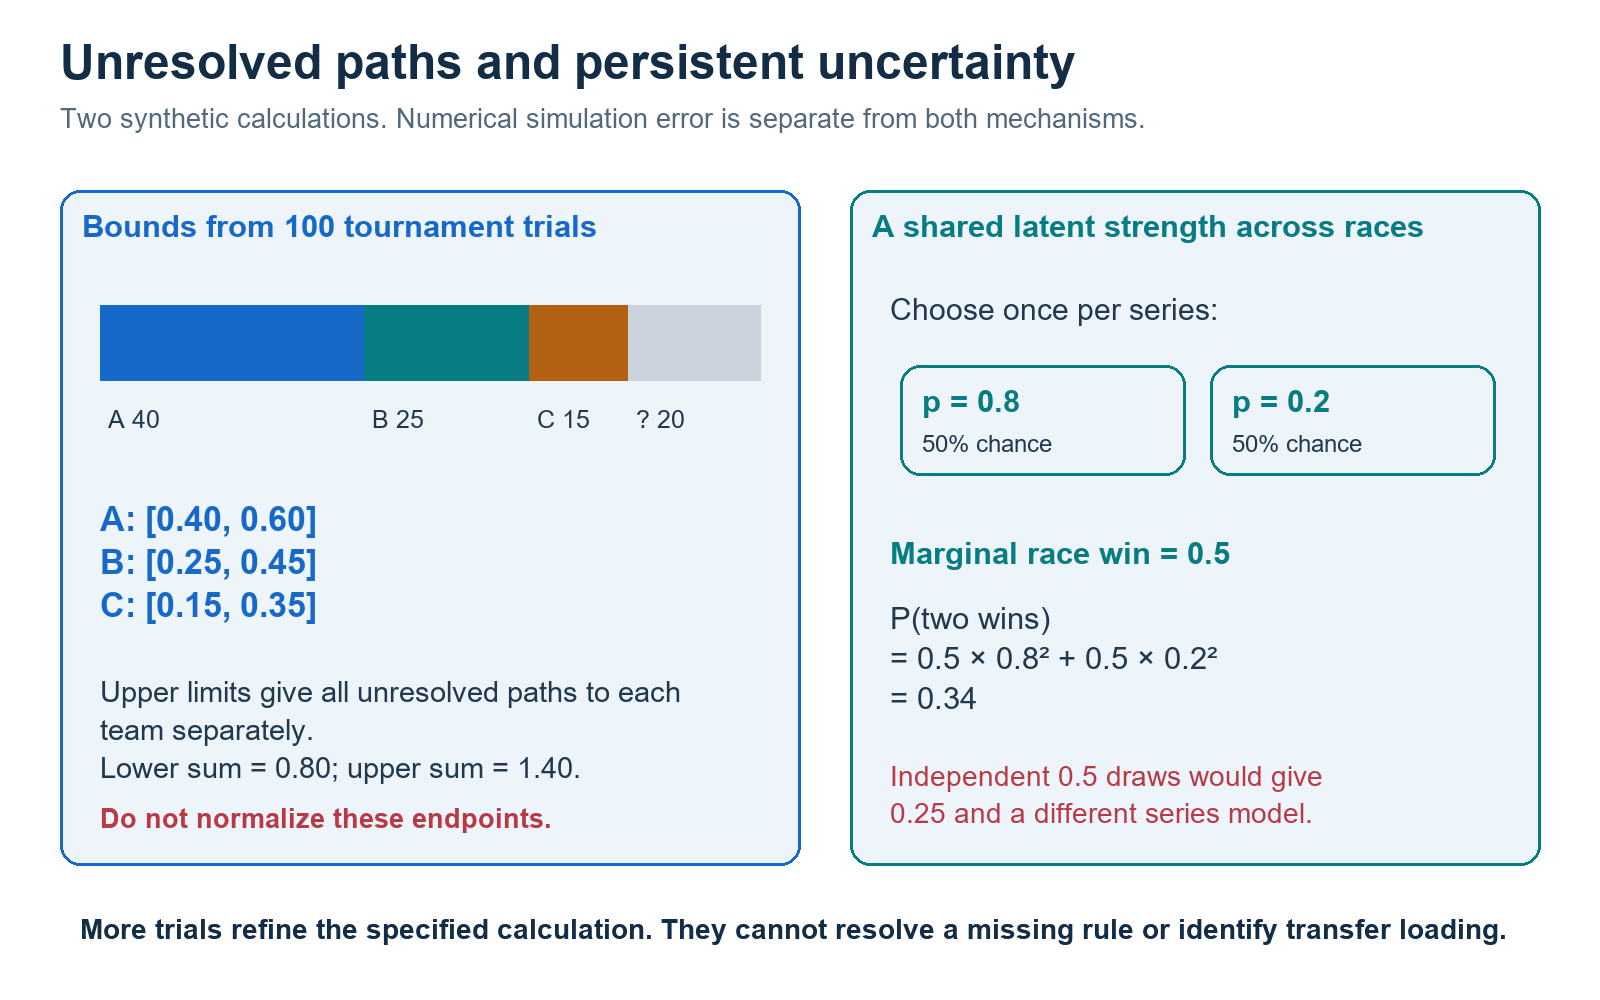 Unresolved paths and persistent uncertainty
Two synthetic calculations. Numerical simulation error is separate from both mechanisms.
Bounds from 100 tournament trials
A 40
B 25
C 15
? 20
A: [0.40, 0.60]
B: [0.25, 0.45]
C: [0.15, 0.35]
Upper limits give all unresolved paths to each
team separately.
Lower sum = 0.80; upper sum = 1.40.
Do not normalize these endpoints.
A shared latent strength across races
Choose once per series:
p = 0.8
50% chance
p = 0.2
50% chance
Marginal race win = 0.5
P(two wins)
= 0.5 × 0.8² + 0.5 × 0.2²
= 0.34
Independent 0.5 draws would give
0.25 and a different series model.
More trials refine the specified calculation. They cannot resolve a missing rule or identify transfer loading.